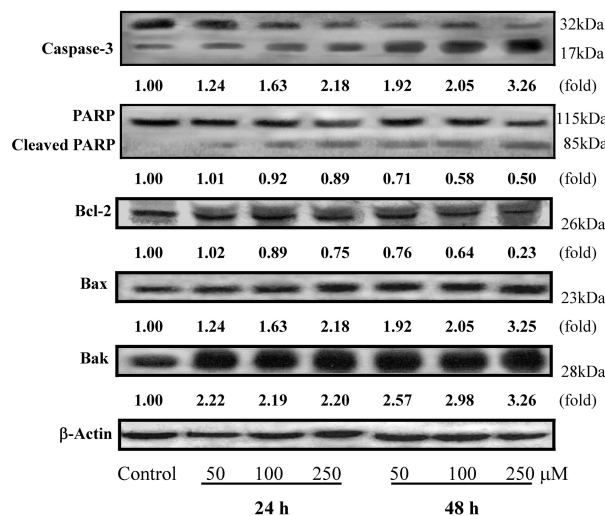 32kDa
Caspase-3 17kDa
1.00 1.24 1.63 2.18 1.92 2.05 3.26 (fold)
PARP 115kDa
Cleaved PARP 85kDa
1.00 1.01 0.92 0.89 0.71 0.58 0.50 (fold)
Bcl-2 26kDa
1.00 1.02 0.89 0.75 0.76 0.64 0.23 (fold)
Bax 23kDa
1.00 1.24 1.63 2.18 1.92 2.05 3.25 (fold)
Bak 28kDa
1.00 2.22 2.19 2.20 2.57 2.98 3.26 (fold)
β-Actin
Control 50 100 250 50 100 250 μM
24 h 48 h